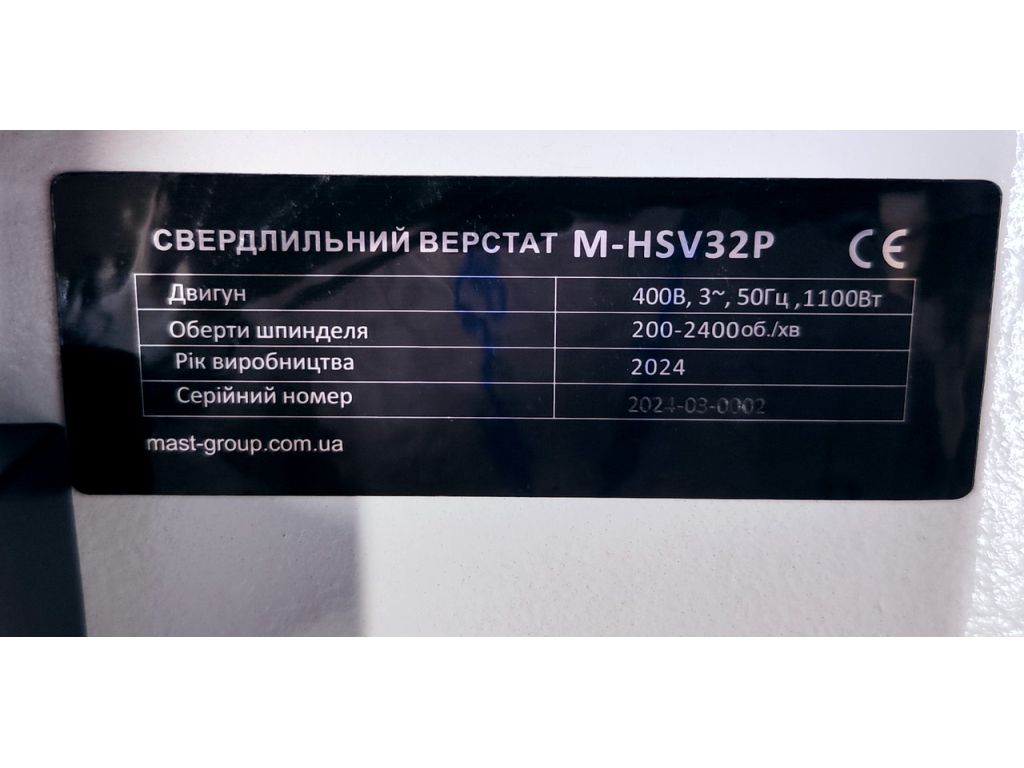 СВЕРДЛИЛЬНИЙ ВЕРСТАТ M-HSV32P CE
Двигун 400В, 3~, 50Гц ,1100Вт
Оберти шпинделя 200-2400об./хв
Рік виробництва 2024
Серійний номер 2024-03-0002
mast-group.com.ua